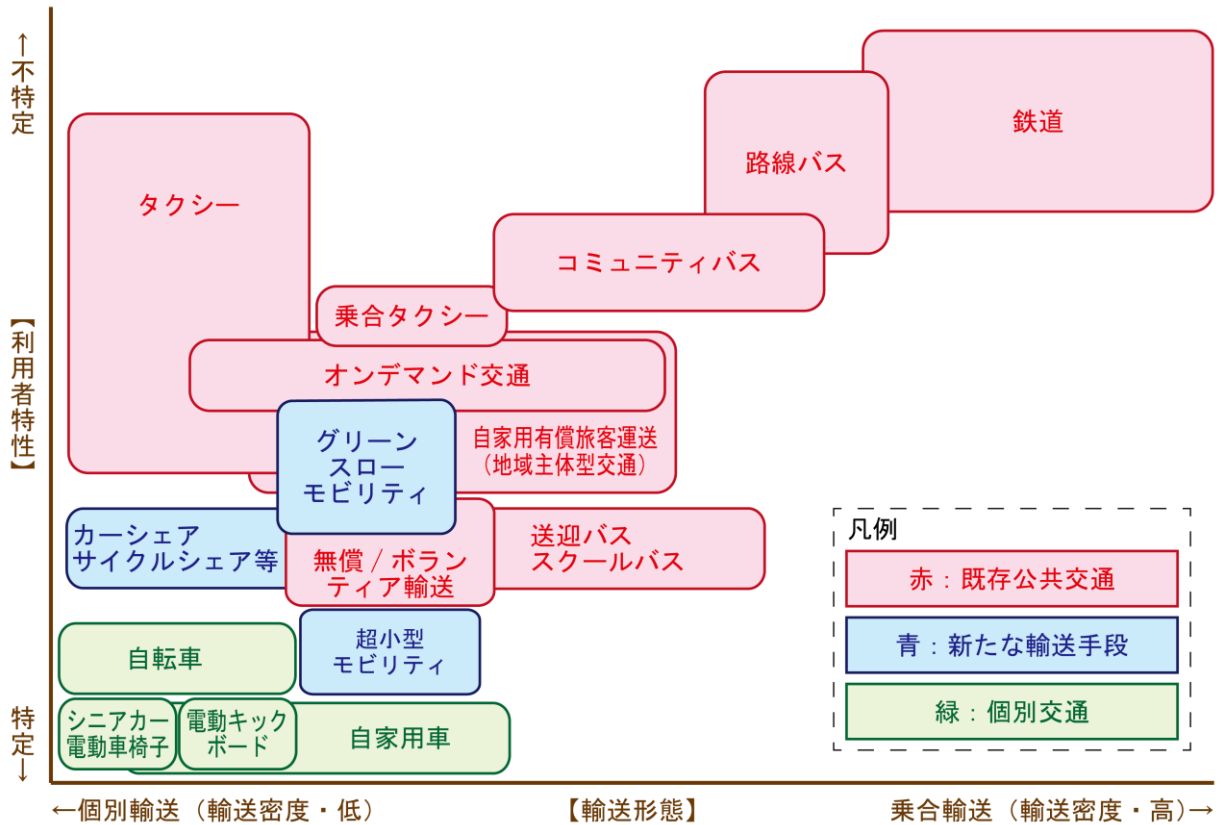 ↑不特定
【利用者特性】
特定↓
鉄道
路線バス
タクシー
コミュニティバス
乗合タクシー
オンデマンド交通
自家用有償旅客運送
（地域主体型交通）
グリーン
スロー
モビリティ
カーシェア
サイクルシェア等
無償 / ボラン
ティア輸送
送迎バス
スクールバス
自転車
超小型
モビリティ
シニアカー
電動車椅子
電動キック
ボード
自家用車
凡例
赤：既存公共交通
青：新たな輸送手段
緑：個別交通
←個別輸送（輸送密度・低）
【輸送形態】
乗合輸送（輸送密度・高）→